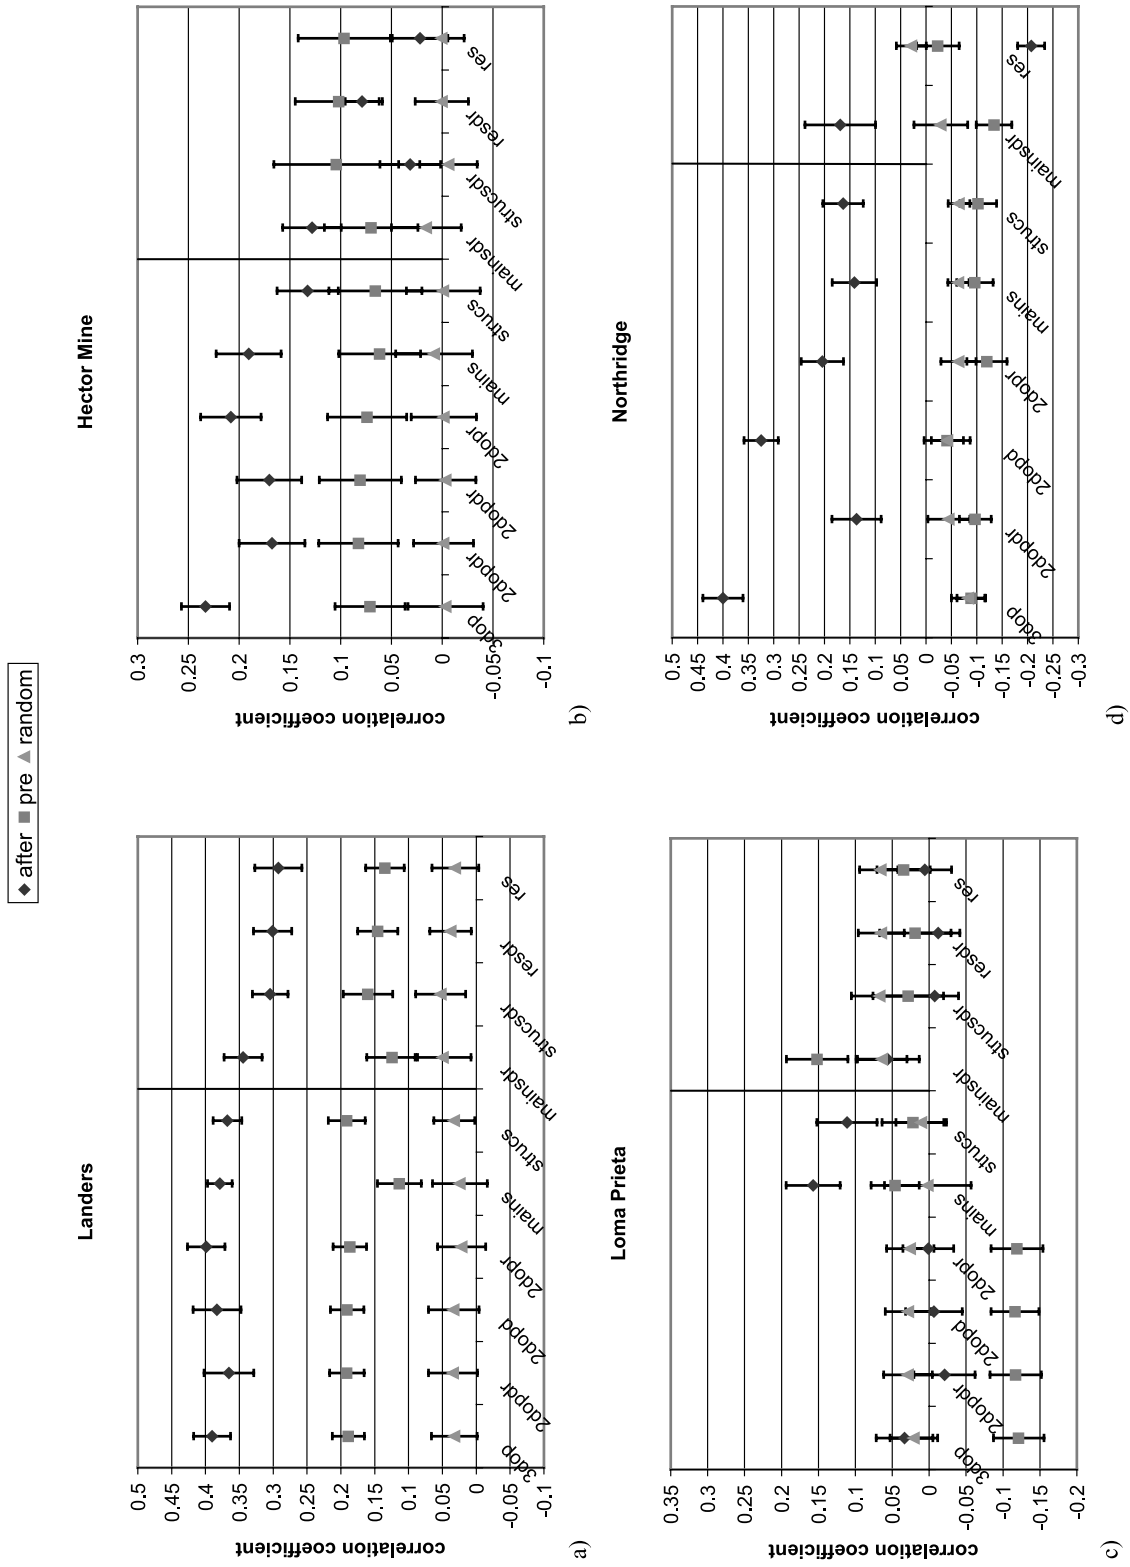 after pre random
Landers
correlation coefficient
0.5
0.45
0.4
0.35
0.3
0.25
0.2
0.15
0.1
0.05
0
-0.05
-0.1
3dop
2dopdr
2dopd
2dopr
mains
strucs
mainsdr
strucsdr
resdr
res
a)
Hector Mine
correlation coefficient
0.3
0.25
0.2
0.15
0.1
0.05
0
-0.05
-0.1
3dop
2dopdr
2dopdr
2dopr
mains
strucs
mainsdr
strucsdr
resdr
res
b)
Loma Prieta
correlation coefficient
0.35
0.3
0.25
0.2
0.15
0.1
0.05
0
-0.05
-0.1
-0.15
-0.2
3dop
2dopdr
2dopd
2dopr
mains
strucs
mainsdr
strucsdr
resdr
res
c)
Northridge
correlation coefficient
0.5
0.45
0.4
0.35
0.3
0.25
0.2
0.15
0.1
0.05
0
-0.05
-0.1
-0.15
-0.2
-0.25
-0.3
3dop
2dopdr
2dopd
2dopr
mains
strucs
mainsdr
res
d)